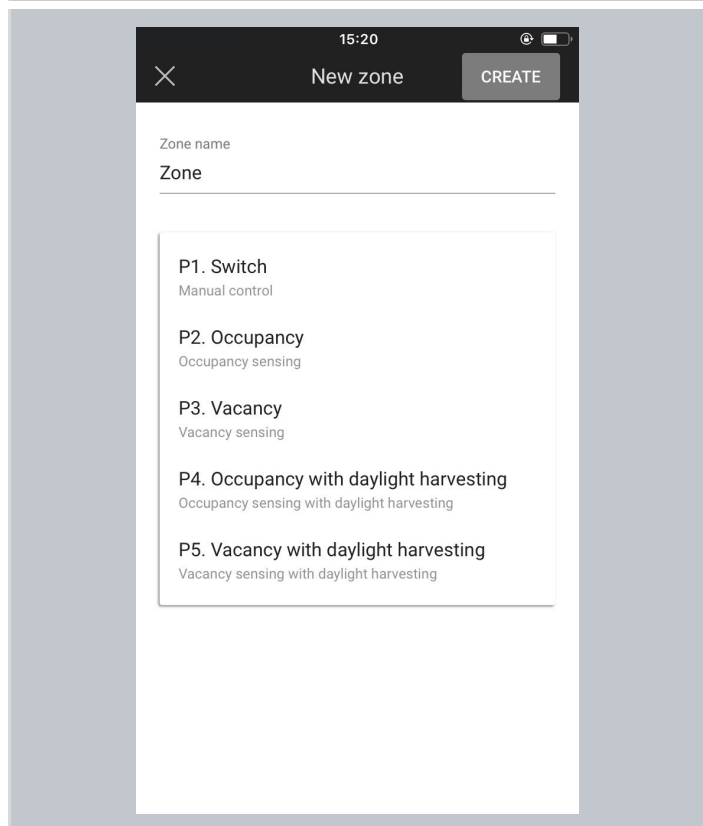 15:20
New zone
CREATE
Zone name
Zone
P1. Switch
Manual control
P2. Occupancy
Occupancy sensing
P3. Vacancy
Vacancy sensing
P4. Occupancy with daylight harvesting
Occupancy sensing with daylight harvesting
P5. Vacancy with daylight harvesting
Vacancy sensing with daylight harvesting